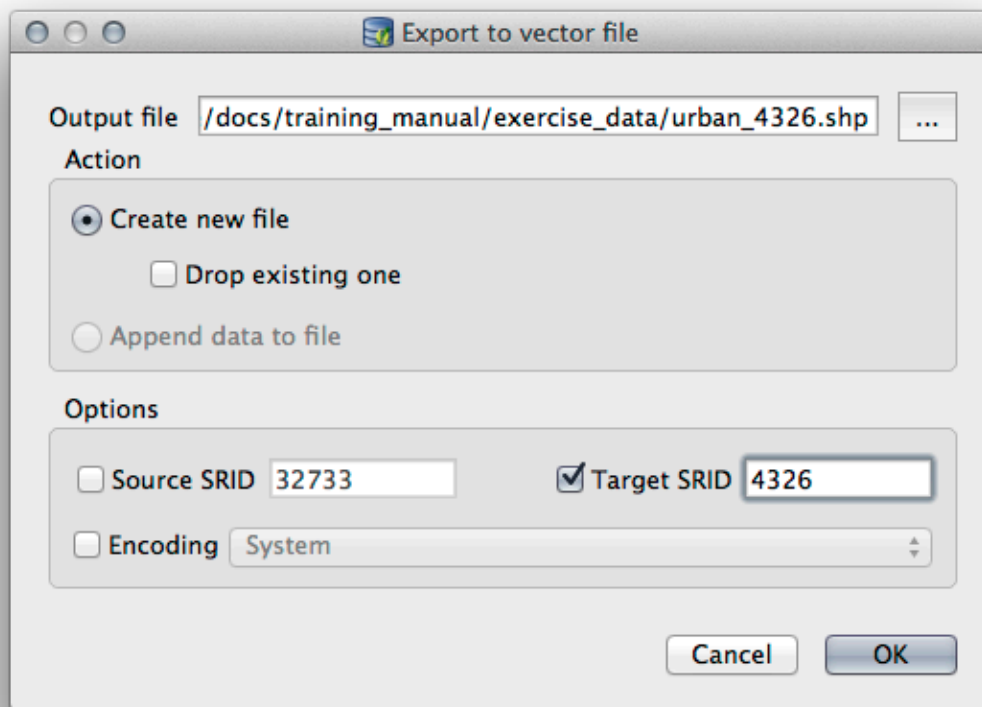 Export to vector file
Output file /docs/training_manual/exercise_data/urban_4326.shp ...
Action
Create new file
Drop existing one
Append data to file
Options
Source SRID 32733 Target SRID 4326
Encoding System
Cancel OK